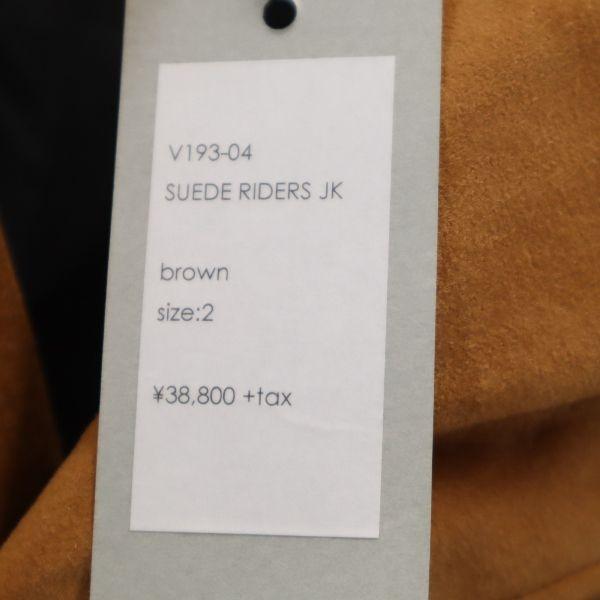 V193-04
SUEDE RIDERS JK
brown
size:2
¥38,800 +tax